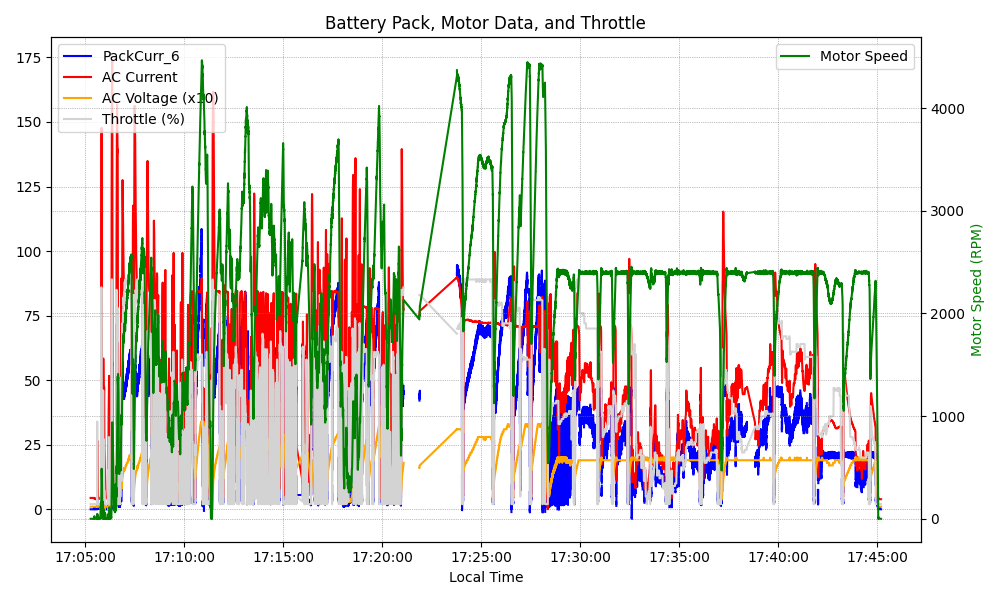 Battery Pack, Motor Data, and Throttle
PackCurr_6
AC Current
AC Voltage (x10)
Throttle (%)
Motor Speed
175
150
125
100
75
50
25
0
4000
3000
2000
1000
0
Motor Speed (RPM)
17:05:00
17:10:00
17:15:00
17:20:00
17:25:00
17:30:00
17:35:00
17:40:00
17:45:00
Local Time